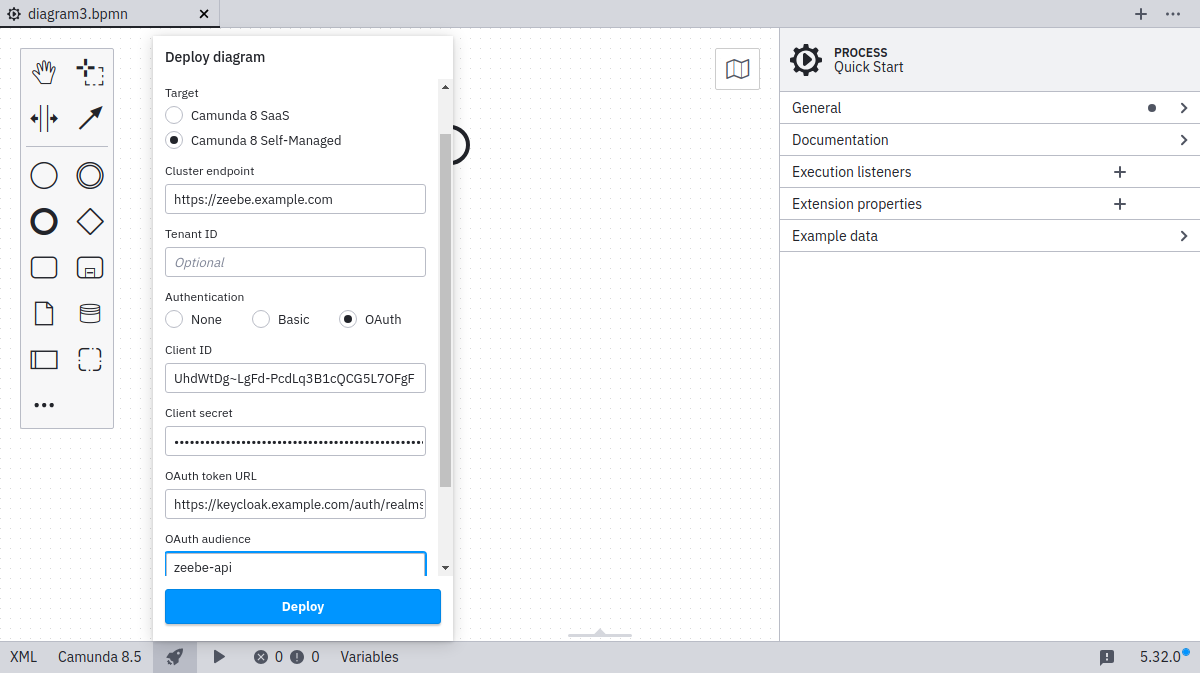 diagram3.bpmn
Deploy diagram
Target
Camunda 8 SaaS
Camunda 8 Self-Managed
Cluster endpoint
https://zeebe.example.com
Tenant ID
Optional
Authentication
None Basic OAuth
Client ID
UhdWtDg~LgFd-PcdLq3B1cQCG5L7OFgF
Client secret
OAuth token URL
https://keycloak.example.com/auth/realms
OAuth audience
zeebe-api
Deploy
PROCESS
Quick Start
General
Documentation
Execution listeners
Extension properties
Example data
XML Camunda 8.5 0 0 Variables 5.32.0